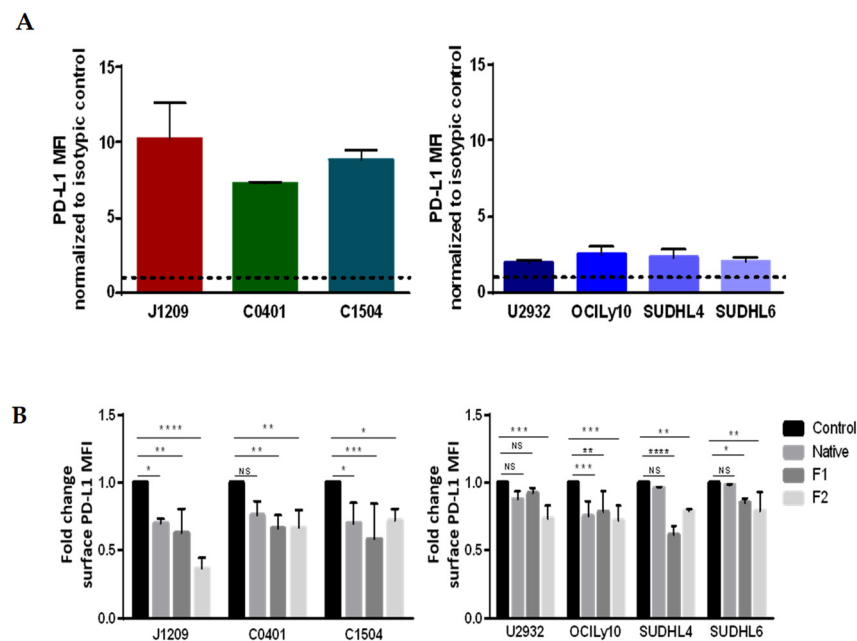 A
PD-L1 MFI
normalized to isotypic control
15
10
5
0
J1209 C0401 C1504
PD-L1 MFI
normalized to isotypic control
15
10
5
0
U2932 OCILy10 SUDHL4 SUDHL6
B
Fold change
surface PD-L1 MFI
1.5
1.0
0.5
0.0
****
**
*
**
**
NS
*
***
*
J1209 C0401 C1504
Fold change
surface PD-L1 MFI
1.5
1.0
0.5
0.0
***
NS
NS
***
**
***
**
****
NS
**
*
NS
U2932 OCILy10 SUDHL4 SUDHL6
Control
Native
F1
F2